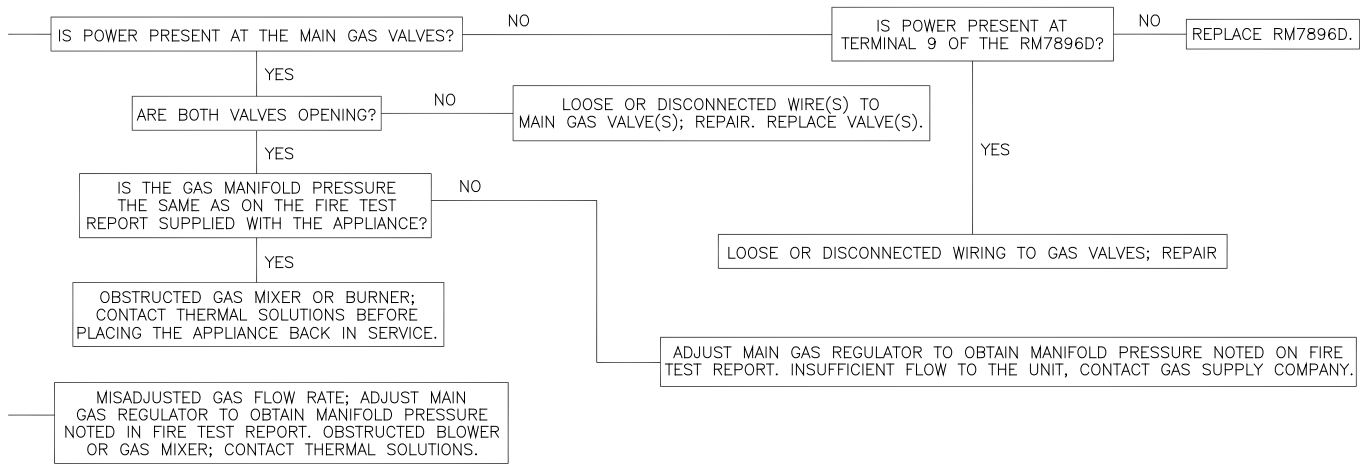 IS POWER PRESENT AT THE MAIN GAS VALVES?
NO
IS POWER PRESENT AT
TERMINAL 9 OF THE RM7896D?
NO
REPLACE RM7896D.
YES
ARE BOTH VALVES OPENING?
NO
LOOSE OR DISCONNECTED WIRE(S) TO
MAIN GAS VALVE(S); REPAIR. REPLACE VALVE(S).
YES
YES
IS THE GAS MANIFOLD PRESSURE
THE SAME AS ON THE FIRE TEST
REPORT SUPPLIED WITH THE APPLIANCE?
NO
LOOSE OR DISCONNECTED WIRING TO GAS VALVES; REPAIR
YES
OBSTRUCTED GAS MIXER OR BURNER;
CONTACT THERMAL SOLUTIONS BEFORE
PLACING THE APPLIANCE BACK IN SERVICE.
ADJUST MAIN GAS REGULATOR TO OBTAIN MANIFOLD PRESSURE NOTED ON FIRE
TEST REPORT. INSUFFICIENT FLOW TO THE UNIT, CONTACT GAS SUPPLY COMPANY.
MISADJUSTED GAS FLOW RATE; ADJUST MAIN
GAS REGULATOR TO OBTAIN MANIFOLD PRESSURE
NOTED IN FIRE TEST REPORT. OBSTRUCTED BLOWER
OR GAS MIXER; CONTACT THERMAL SOLUTIONS.